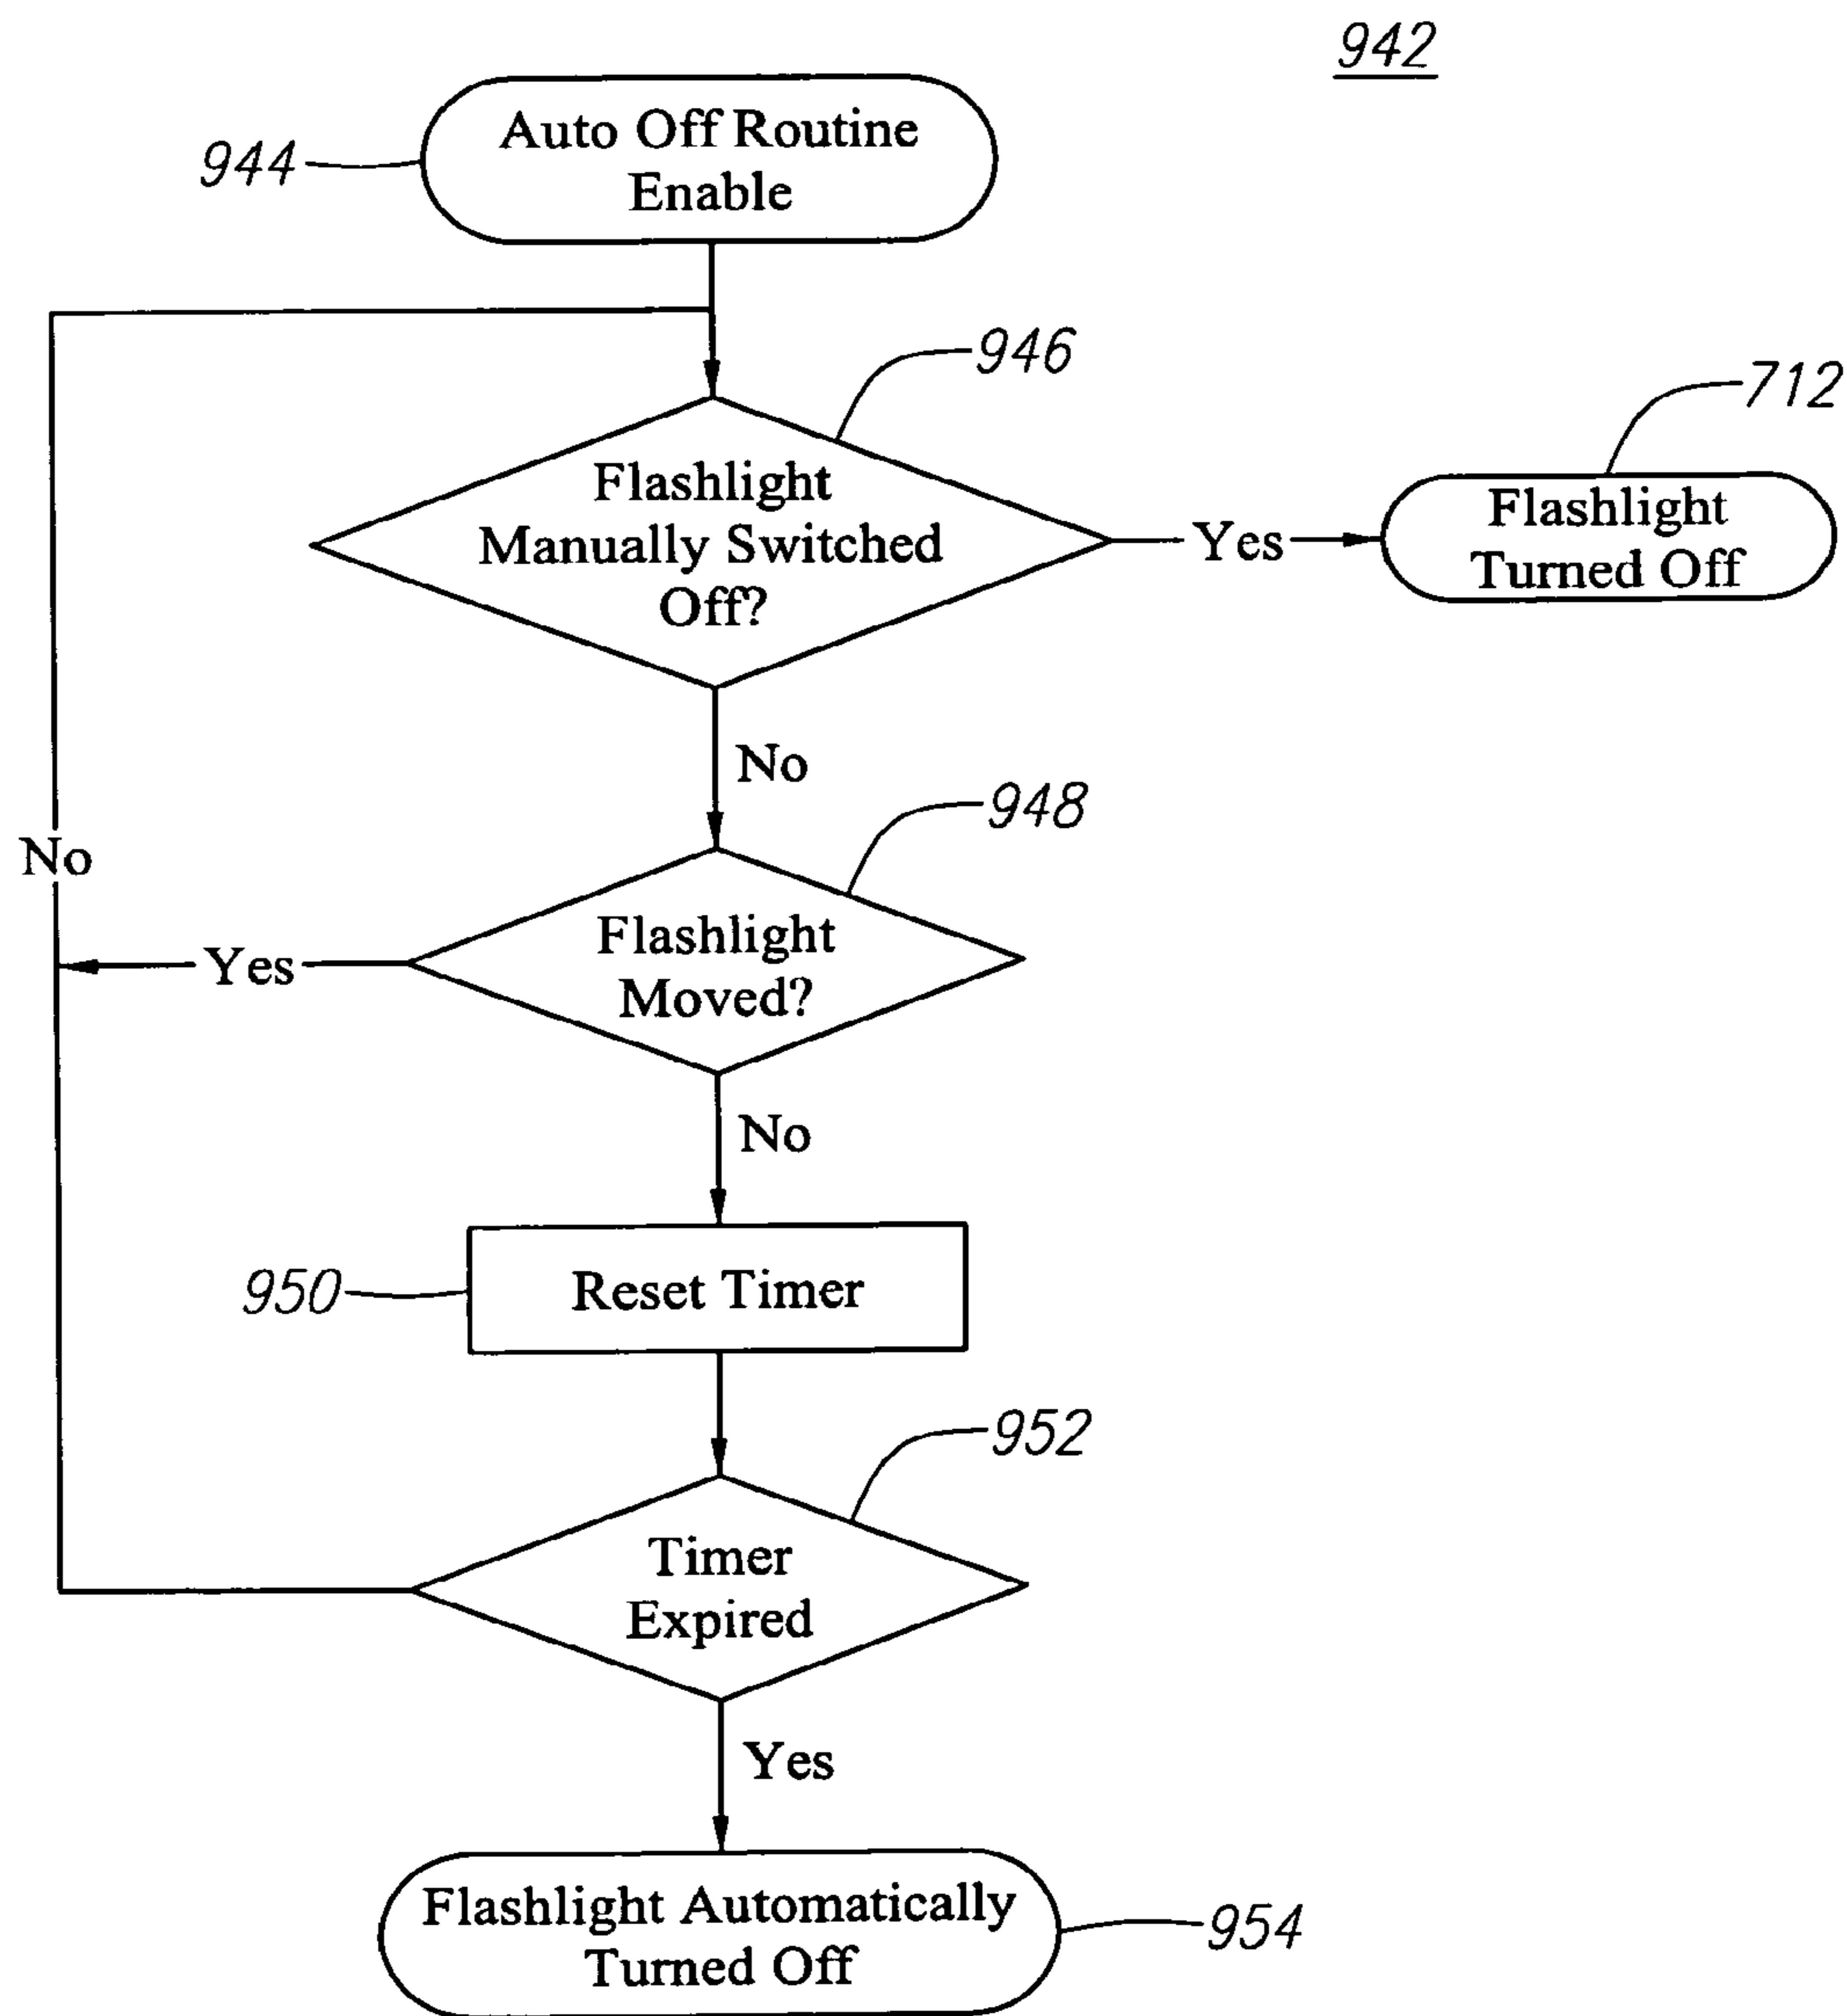 942
Auto Off Routine
Enable
944
946
712
Flashlight
Manually Switched
Off?
Yes
Flashlight
Turned Off
No
948
No
Flashlight
Moved?
Yes
No
950
Reset Timer
952
Timer
Expired
Yes
Flashlight Automatically
Turned Off
954